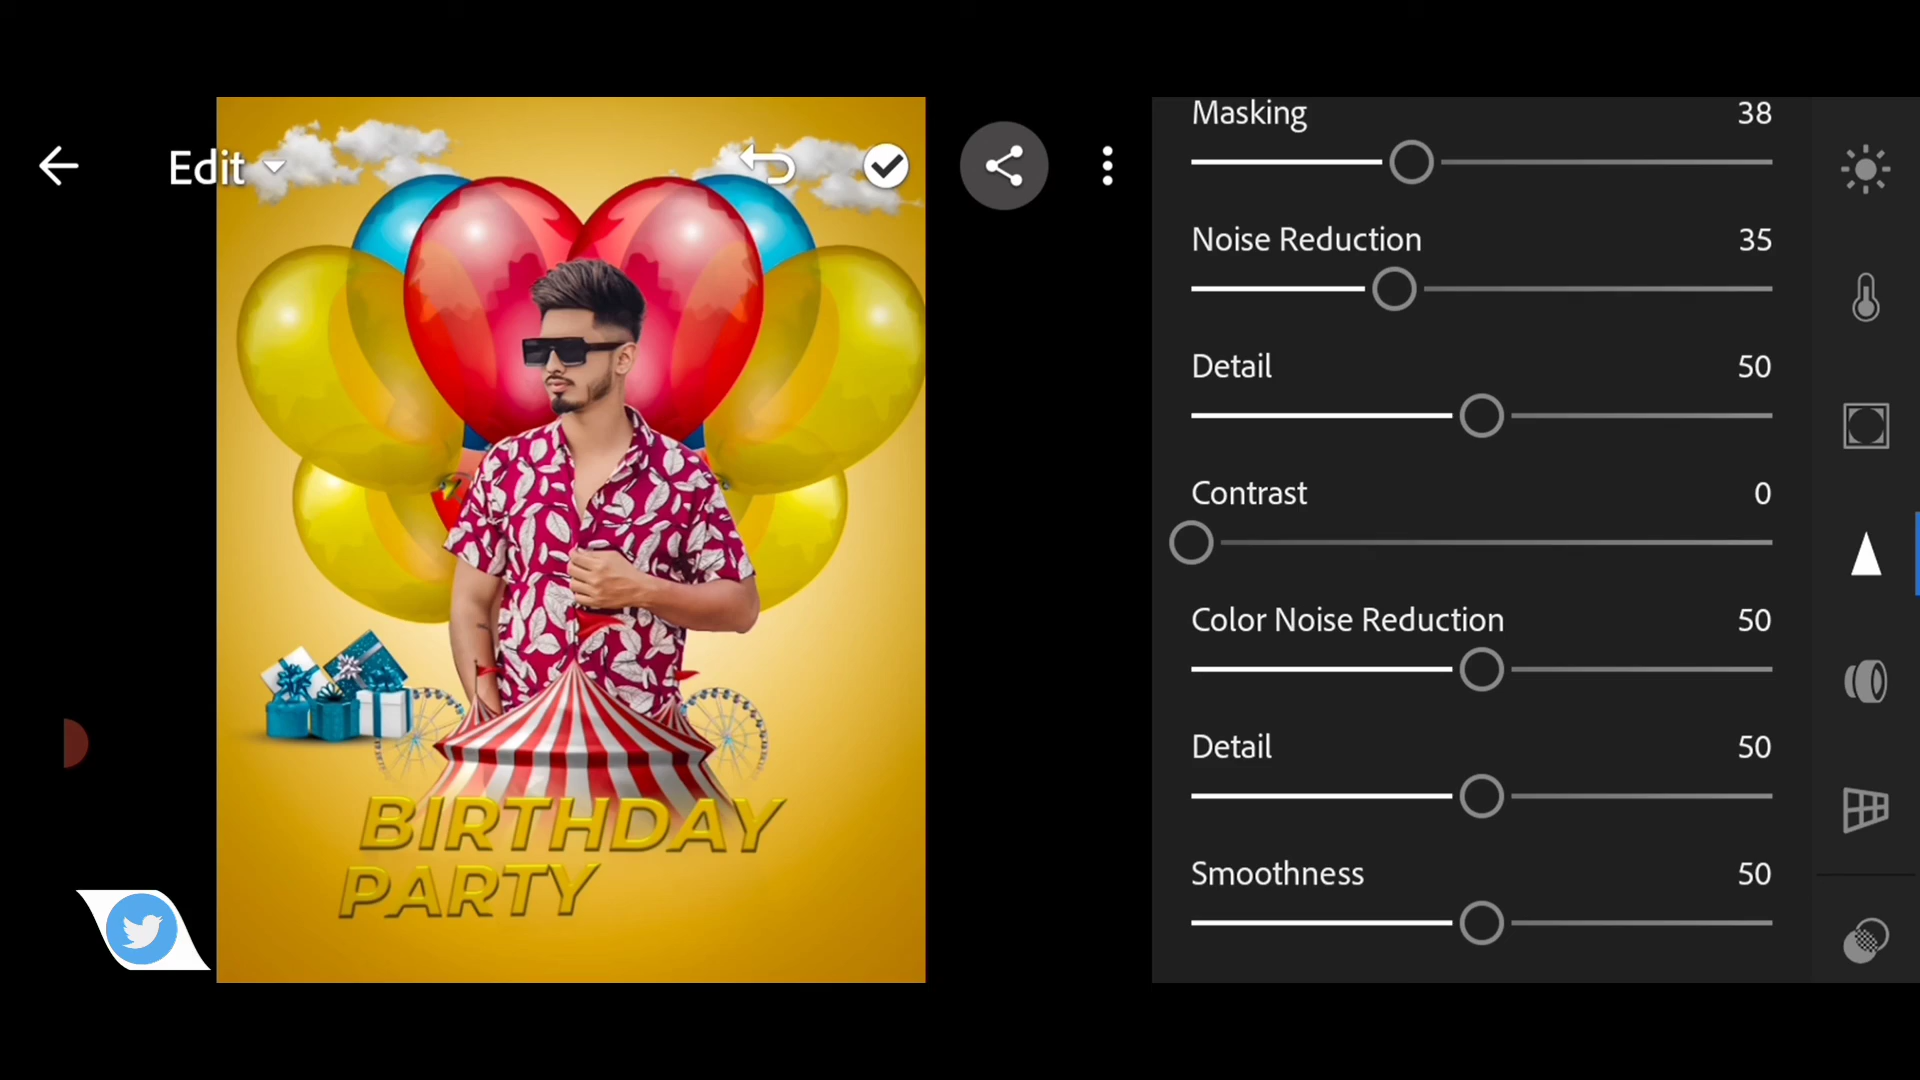 Edit
Masking 38
Noise Reduction 35
Detail 50
Contrast 0
Color Noise Reduction 50
Detail 50
Smoothness 50
BIRTHDAY
PARTY